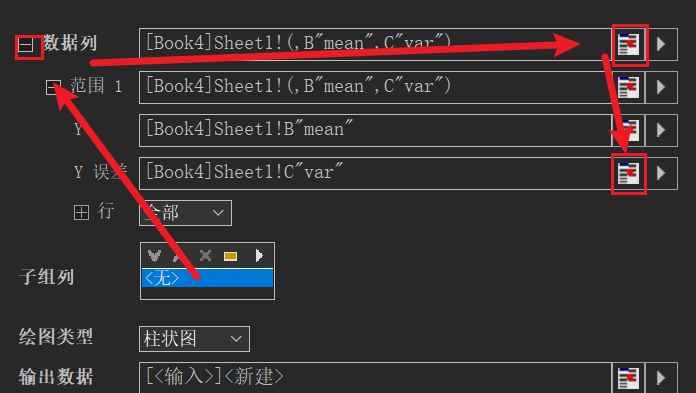 数据列 [Book4]Sheet1!(,B"mean",C"var")
范围 1 [Book4]Sheet1!(,B"mean",C"var")
Y [Book4]Sheet1!B"mean"
Y 误差 [Book4]Sheet1!C"var"
行 全部
子组列 <无>
绘图类型 柱状图
输出数据 [<输入>]<新建>